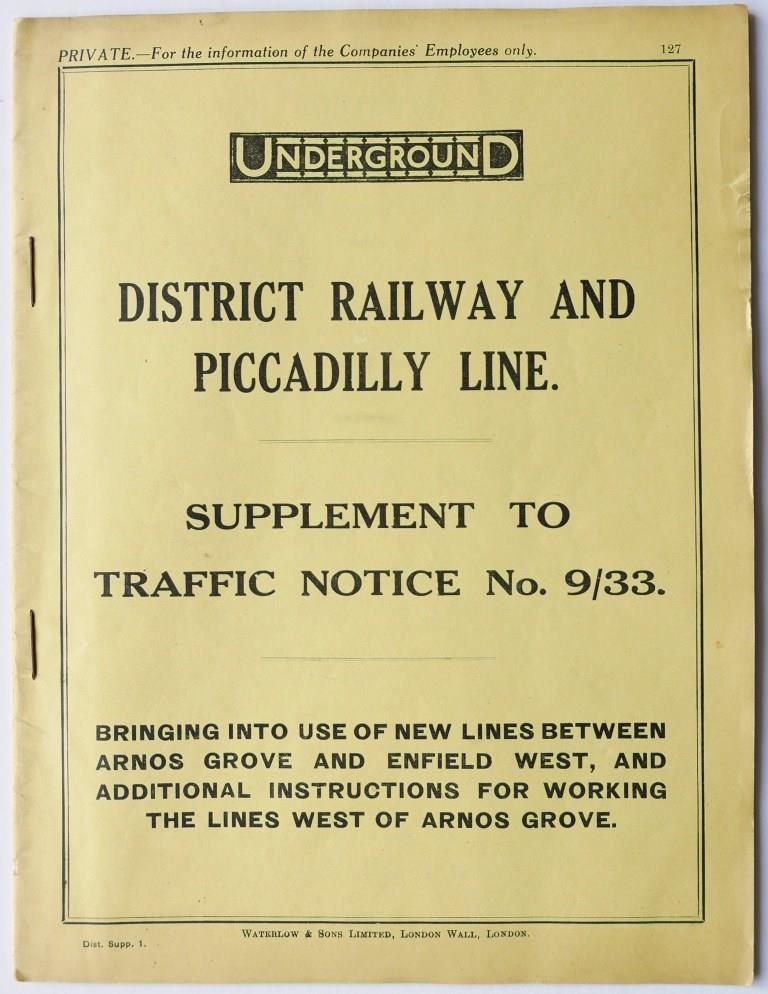 PRIVATE.—For the information of the Companies' Employees only. 127
UNDERGROUND
DISTRICT RAILWAY AND
PICCADILLY LINE.
SUPPLEMENT TO
TRAFFIC NOTICE No. 9/33.
BRINGING INTO USE OF NEW LINES BETWEEN
ARNOS GROVE AND ENFIELD WEST, AND
ADDITIONAL INSTRUCTIONS FOR WORKING
THE LINES WEST OF ARNOS GROVE.
WATERLOW & SONS LIMITED, LONDON WALL, LONDON.
Dist. Supp. 1.